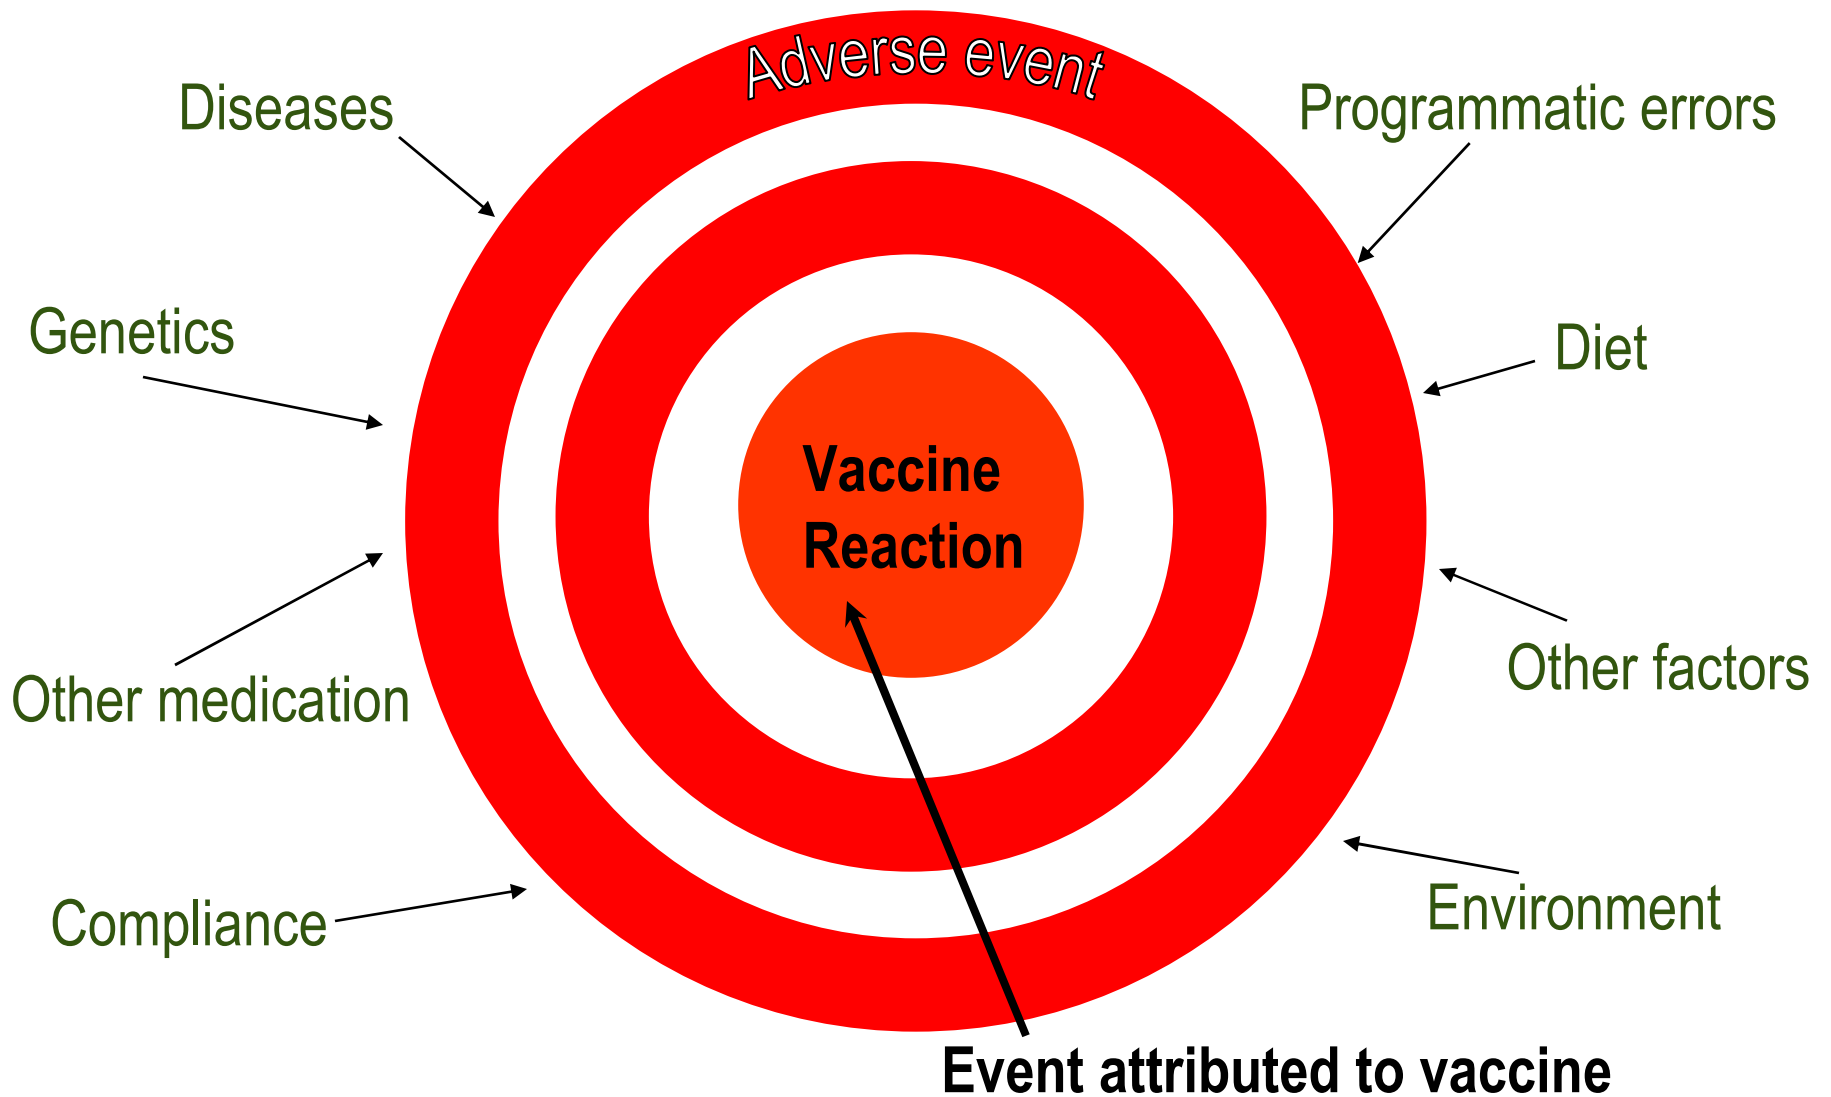 Adverse event
Diseases
Programmatic errors
Genetics
Diet
Vaccine
Reaction
Other medication
Other factors
Compliance
Environment
Event attributed to vaccine